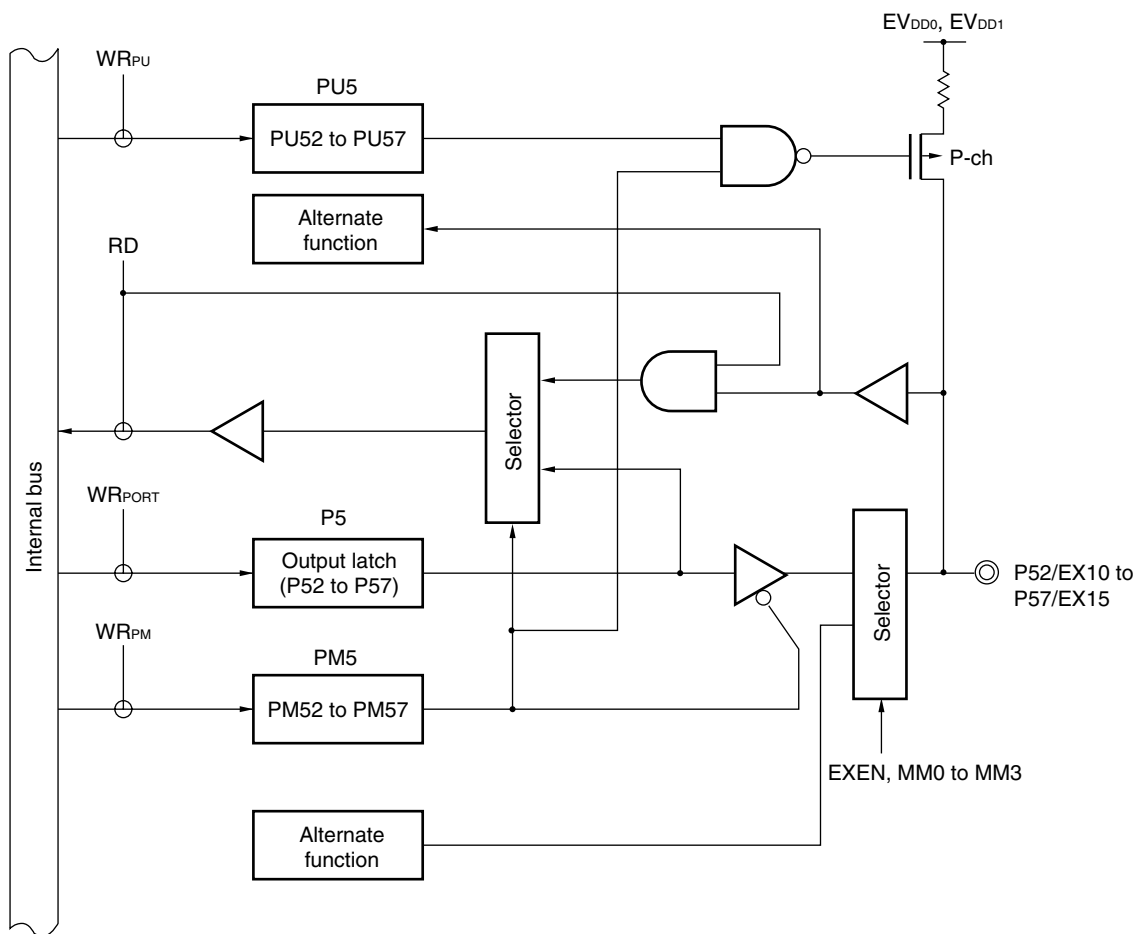 EVDD0, EVDD1
WRPU
PU5
PU52 to PU57
P-ch
Alternate
function
RD
Selector
Internal bus
WRPORT
P5
Output latch
(P52 to P57)
Selector
P52/EX10 to
P57/EX15
WRPM
PM5
PM52 to PM57
EXEN, MM0 to MM3
Alternate
function